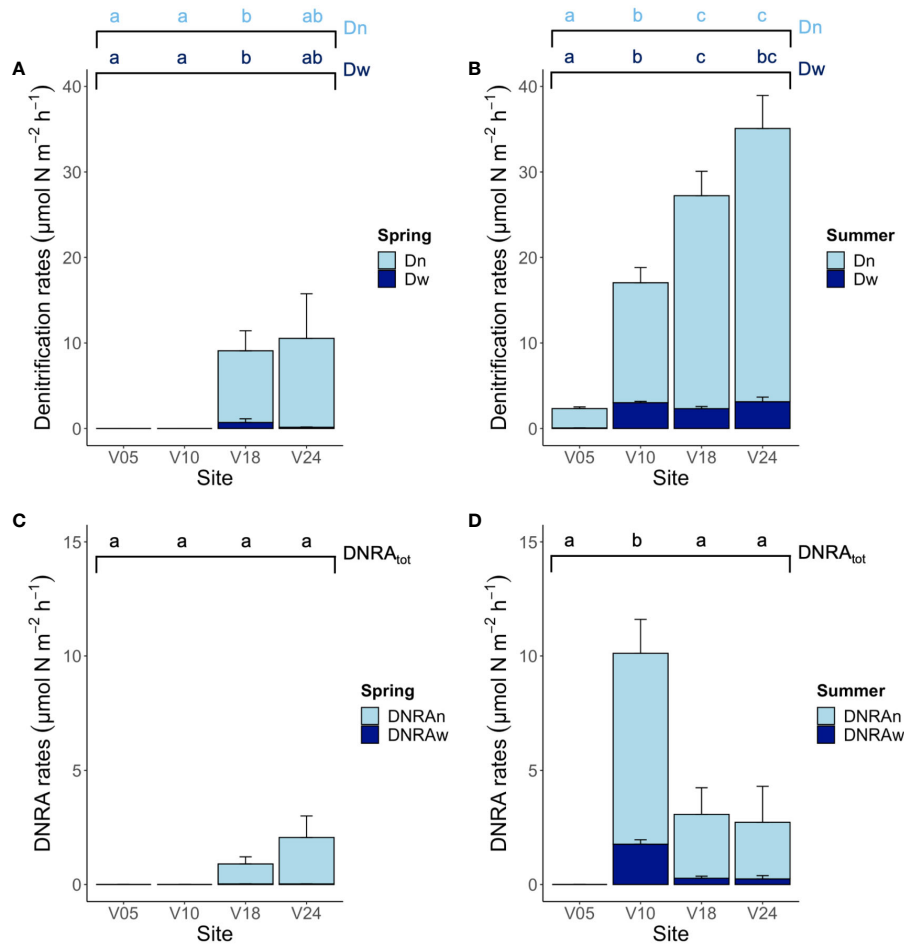 a a b ab Dn
A
a a b ab Dw
Denitrification rates (µmol N m⁻² h⁻¹)
40
30
20
10
0
Spring
Dn
Dw
V05 V10 V18 V24
Site
a b c c Dn
B
a b c bc Dw
Denitrification rates (µmol N m⁻² h⁻¹)
40
30
20
10
0
Summer
Dn
Dw
V05 V10 V18 V24
Site
C
a a a a DNRAtot
DNRA rates (µmol N m⁻² h⁻¹)
15
10
5
0
Spring
DNRAn
DNRAw
V05 V10 V18 V24
Site
D
a b a a DNRAtot
DNRA rates (µmol N m⁻² h⁻¹)
15
10
5
0
Summer
DNRAn
DNRAw
V05 V10 V18 V24
Site